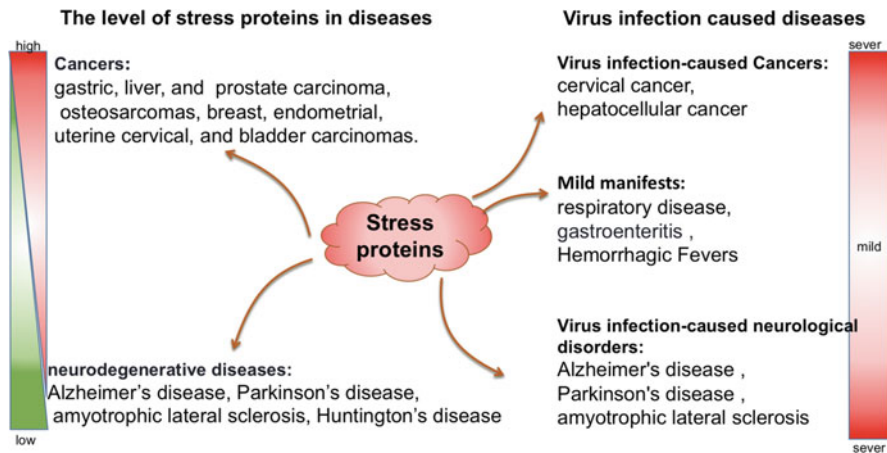 The level of stress proteins in diseases
high
Cancers:
gastric, liver, and prostate carcinoma,
osteosarcomas, breast, endometrial,
uterine cervical, and bladder carcinomas.
Stress
proteins
neurodegenerative diseases:
Alzheimer's disease, Parkinson's disease,
amyotrophic lateral sclerosis, Huntington's disease
low
Virus infection caused diseases
sever
Virus infection-caused Cancers:
cervical cancer,
hepatocellular cancer
Mild manifests:
respiratory disease,
gastroenteritis ,
Hemorrhagic Fevers
mild
Virus infection-caused neurological
disorders:
Alzheimer's disease ,
Parkinson's disease ,
amyotrophic lateral sclerosis
sever